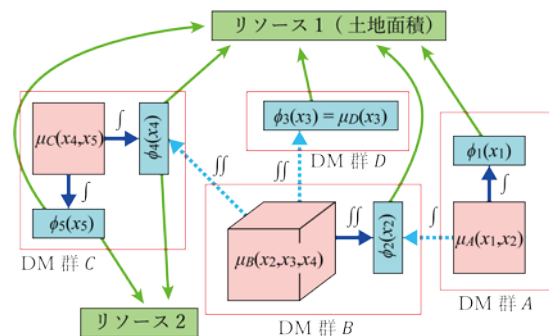 リソース1(土地面積)
ϕ3(x3) = μD(x3)
DM 群 D
μC(x4,x5)
∫
ϕ4(x4)
∫
ϕ5(x5)
DM 群 C
∬
∬
ϕ1(x1)
∫
μA(x1,x2)
DM 群 A
μB(x2,x3,x4)
∬
ϕ2(x2)
∫
DM 群 B
リソース2